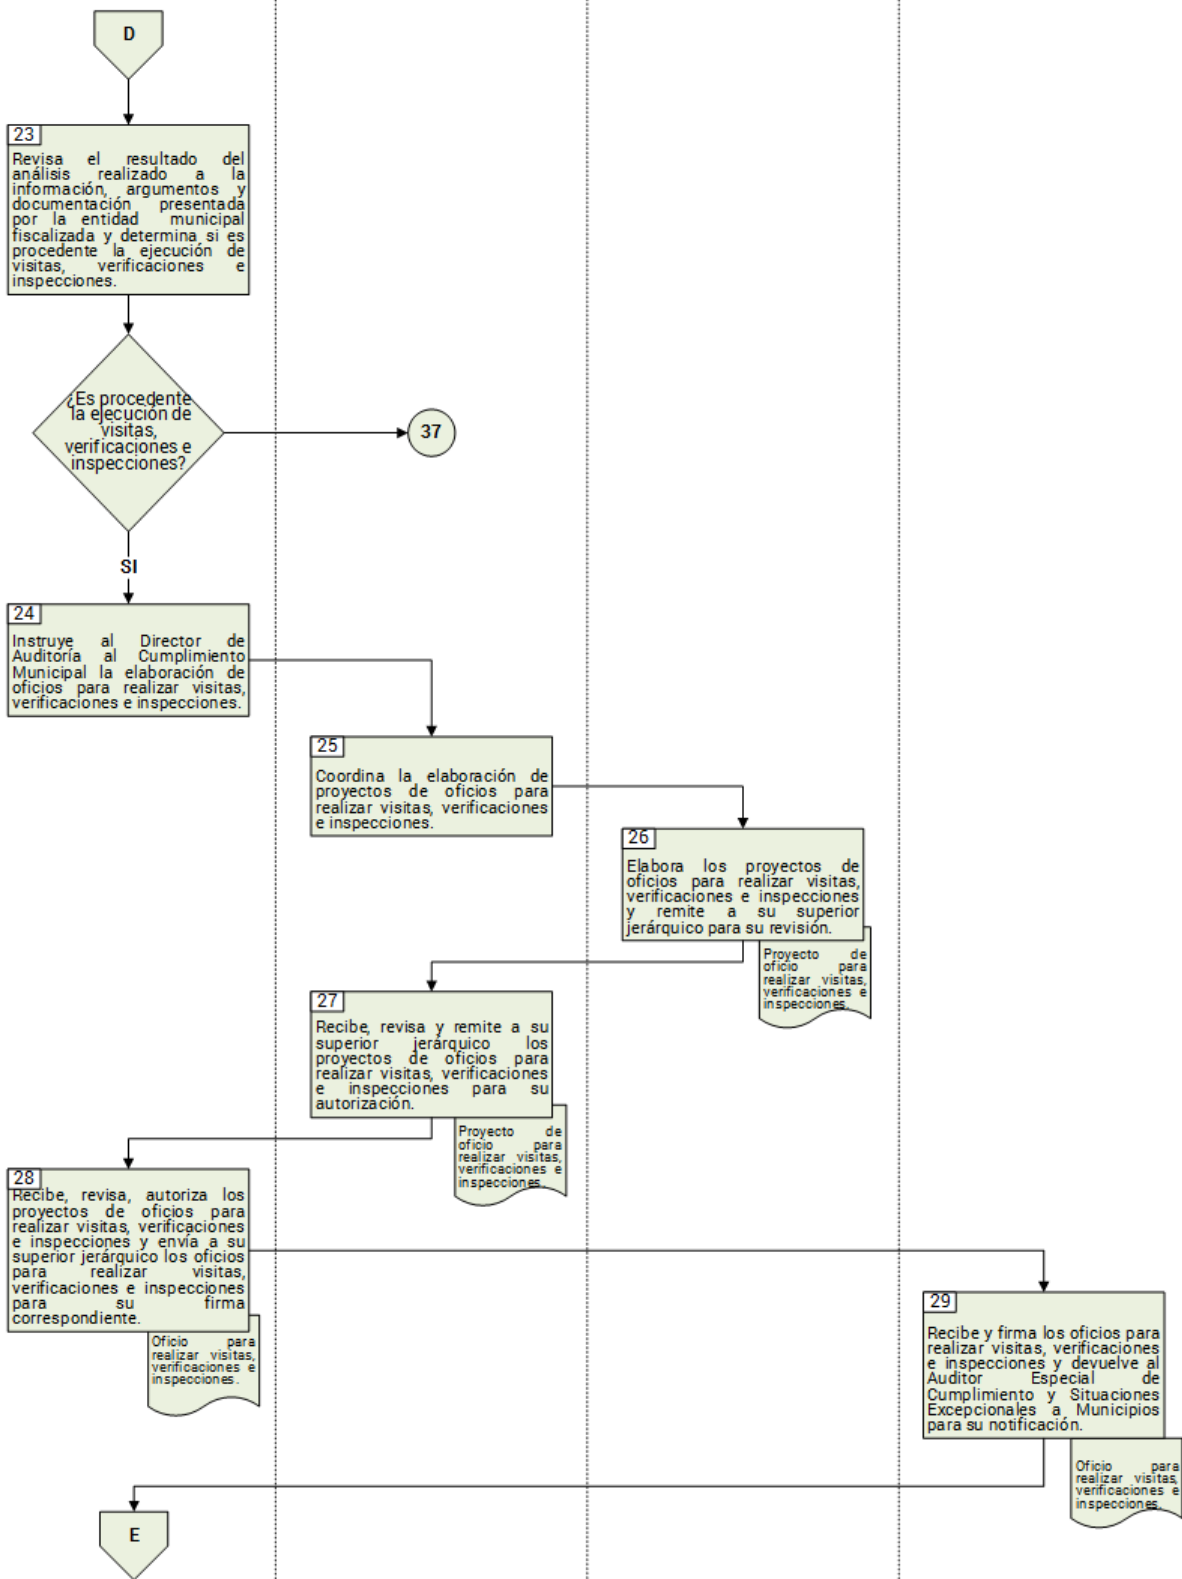 D
23
Revisa el resultado del
análisis realizado a la
información, argumentos y
documentación presentada
por la entidad municipal
fiscalizada y determina si es
procedente la ejecución de
visitas, verificaciones e
inspecciones.
¿Es procedente
la ejecución de
visitas,
verificaciones e
inspecciones?
37
SI
24
Instruye al Director de
Auditoría al Cumplimiento
Municipal la elaboración de
oficios para realizar visitas,
verificaciones e inspecciones.
25
Coordina la elaboración de
proyectos de oficios para
realizar visitas, verificaciones
e inspecciones.
26
Elabora los proyectos de
oficios para realizar visitas,
verificaciones e inspecciones
y remite a su superior
jerárquico para su revisión.
Proyecto de
oficio para
realizar visitas,
verificaciones e
inspecciones.
27
Recibe, revisa y remite a su
superior jerárquico los
proyectos de oficios para
realizar visitas, verificaciones
e inspecciones para su
autorización.
Proyecto de
oficio para
realizar visitas,
verificaciones e
inspecciones.
28
Recibe, revisa, autoriza los
proyectos de oficios para
realizar visitas, verificaciones
e inspecciones y envía a su
superior jerárquico los oficios
para realizar visitas,
verificaciones e inspecciones
para su firma
correspondiente.
Oficio para
realizar visitas,
verificaciones e
inspecciones.
29
Recibe y firma los oficios para
realizar visitas, verificaciones
e inspecciones y devuelve al
Auditor Especial de
Cumplimiento y Situaciones
Excepcionales a Municipios
para su notificación.
Oficio para
realizar visitas,
verificaciones e
inspecciones.
E